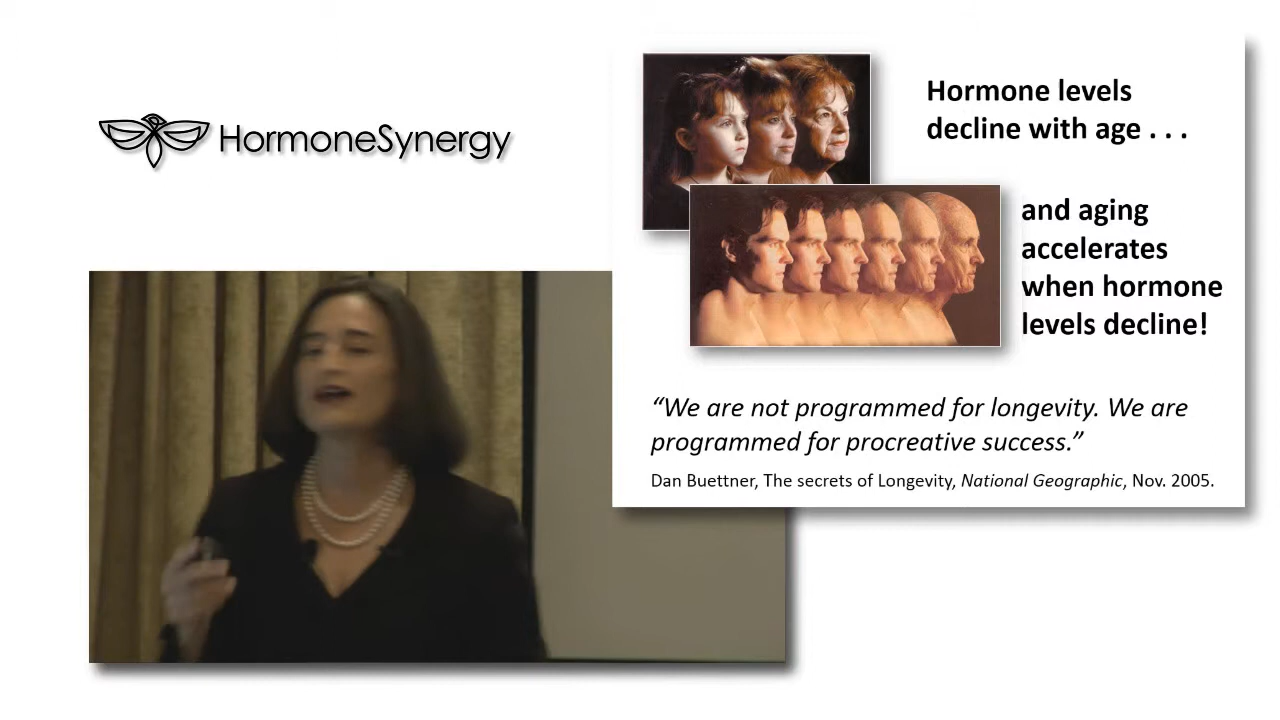 HormoneSynergy
Hormone levels
decline with age . . .
and aging
accelerates
when hormone
levels decline!
“We are not programmed for longevity. We are
programmed for procreative success.”
Dan Buettner, The secrets of Longevity, National Geographic, Nov. 2005.